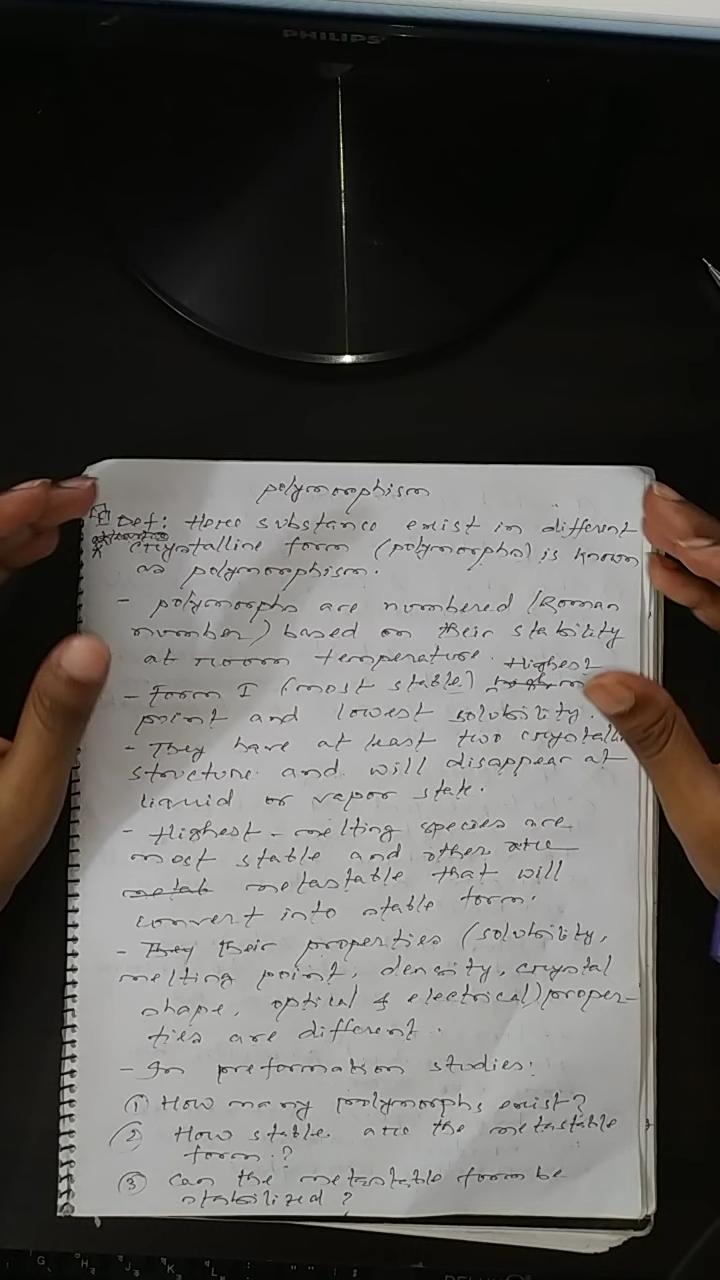 PHILIPS
polymorphism
Def: Here substance exist in different
crystalline form (polymorphs) is known
as polymorphism.
- polymorphs are numbered (Roman
number) based on their stability
at room temperature. Highest
- Form I (most stable)
point and lowest solubility.
- They have at least two crystalli
structure and will disappear at
liquid or vapor state.
- Highest-melting species are
most stable and other are
metastable that will
convert into stable form.
- They their properties (solubility,
melting point, density, crystal
shape, optical & electrical) proper-
ties are different.
- In preformation studies:
① How many polymorphs exist?
② How stable are the metastable
form?
③ can the metastable form be
stabilized?
G H J K L